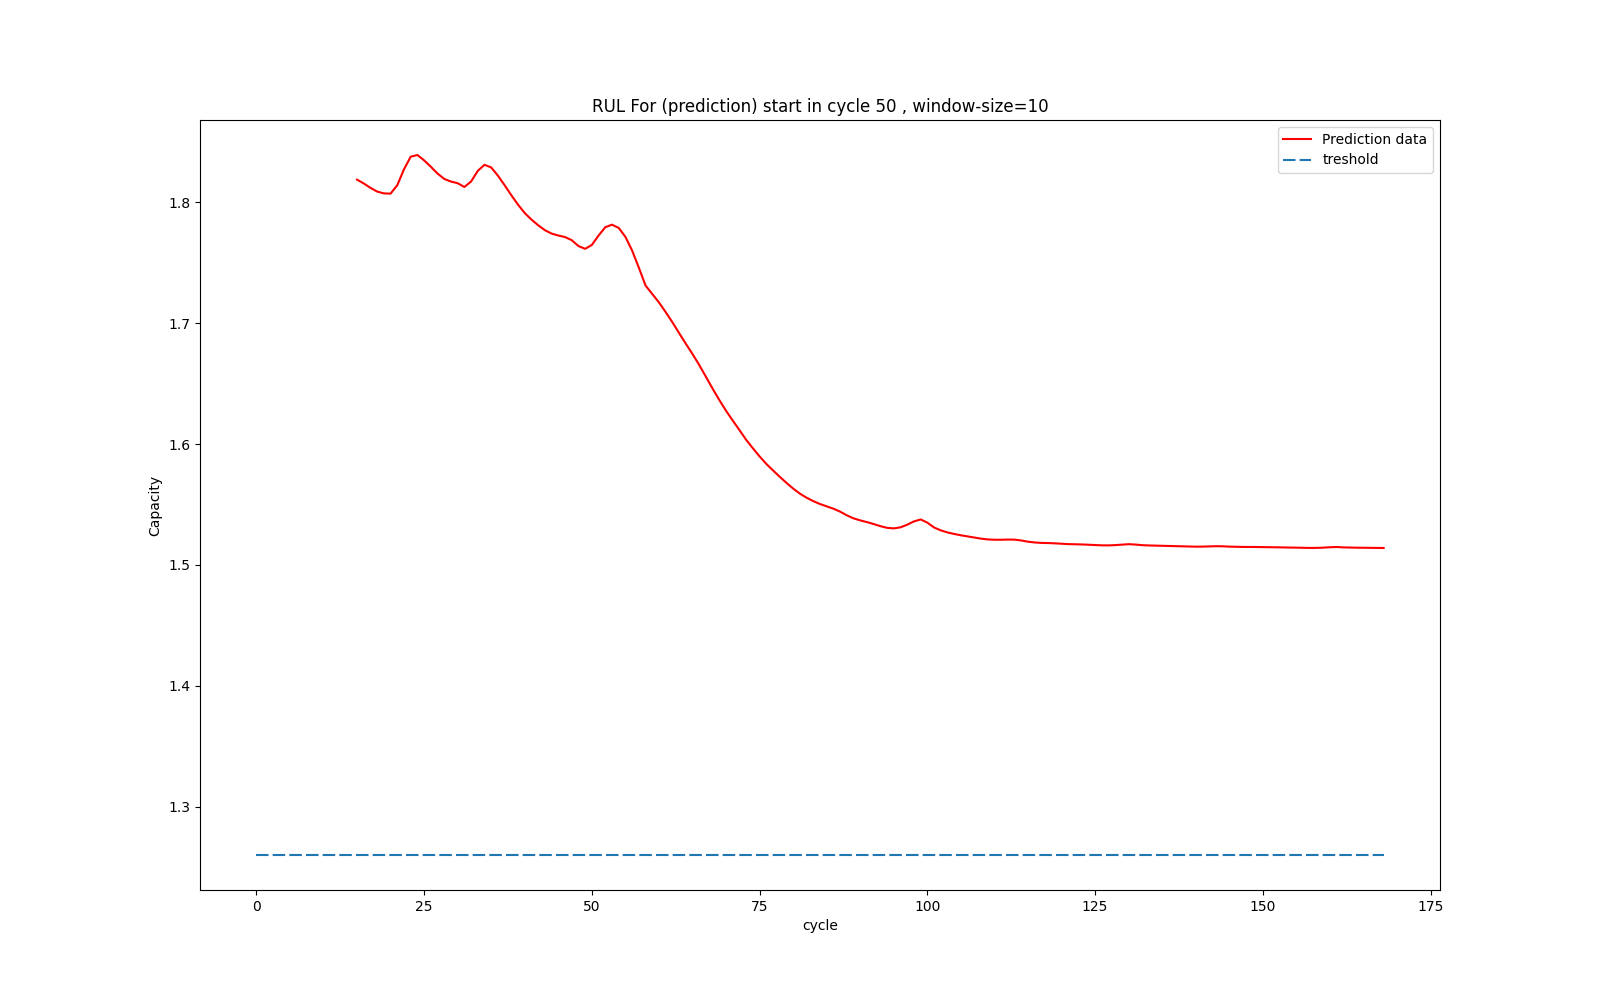 RUL For (prediction) start in cycle 50 , window-size=10
Prediction data
treshold
Capacity
1.8
1.7
1.6
1.5
1.4
1.3
0 25 50 75 100 125 150 175
cycle